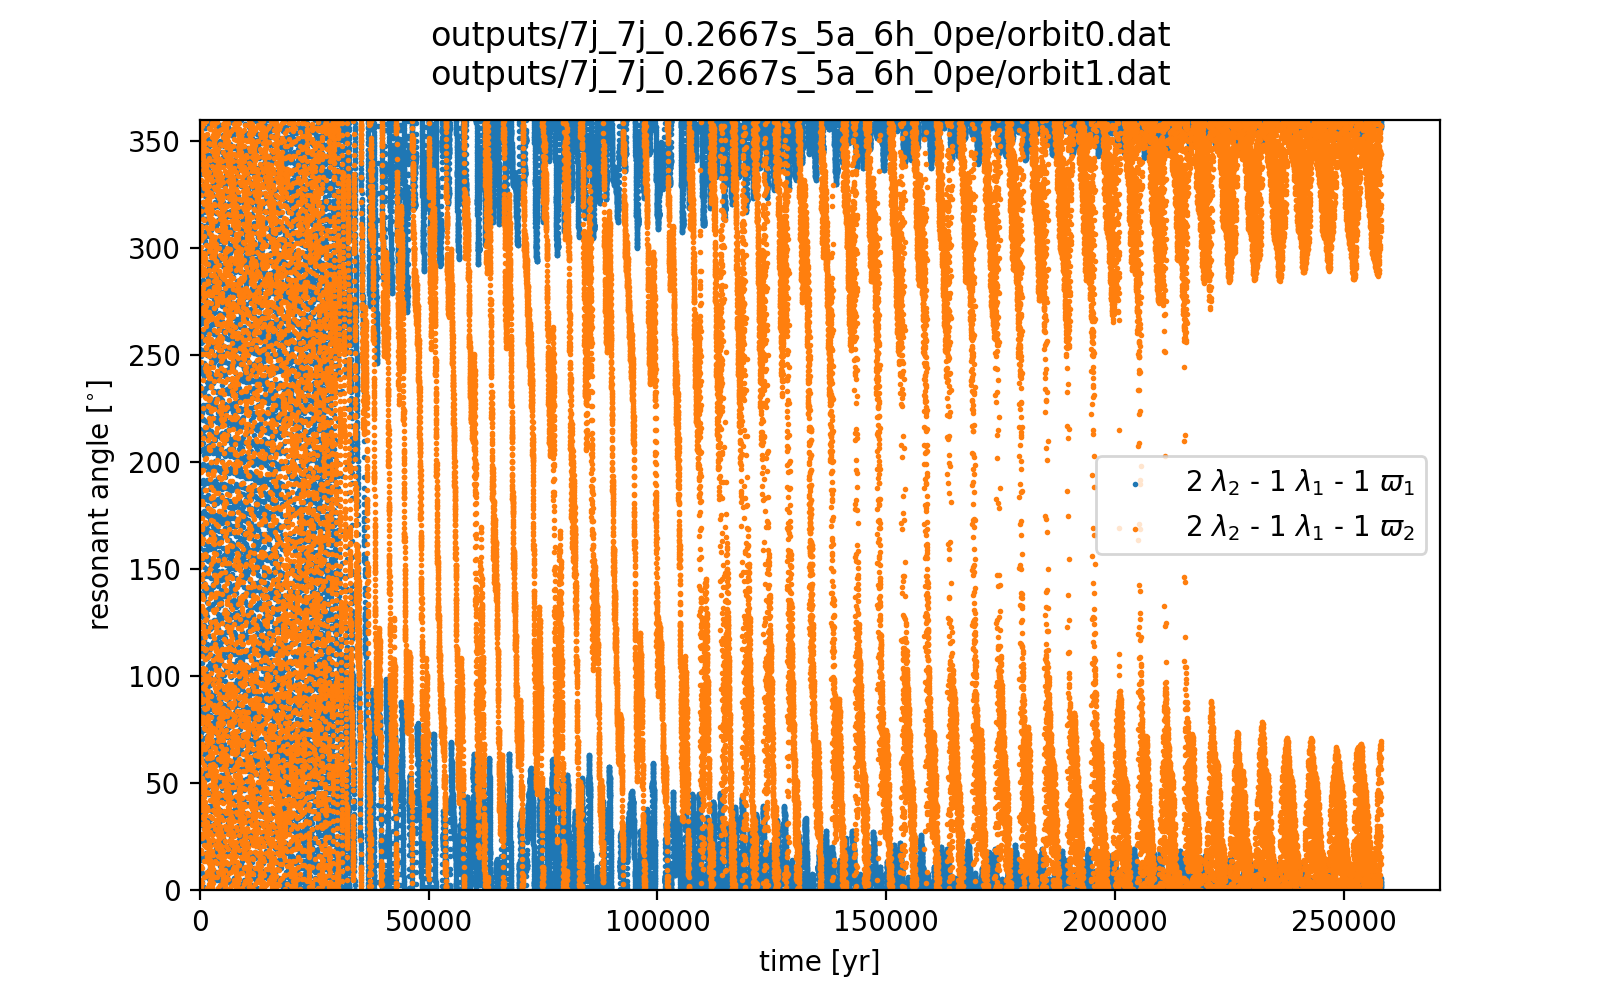 outputs/7j_7j_0.2667s_5a_6h_0pe/orbit0.dat
outputs/7j_7j_0.2667s_5a_6h_0pe/orbit1.dat
350
300
250
200
150
100
50
0
resonant angle [°]
2 λ₂ - 1 λ₁ - 1 ϖ₁
2 λ₂ - 1 λ₁ - 1 ϖ₂
0
50000
100000
150000
200000
250000
time [yr]